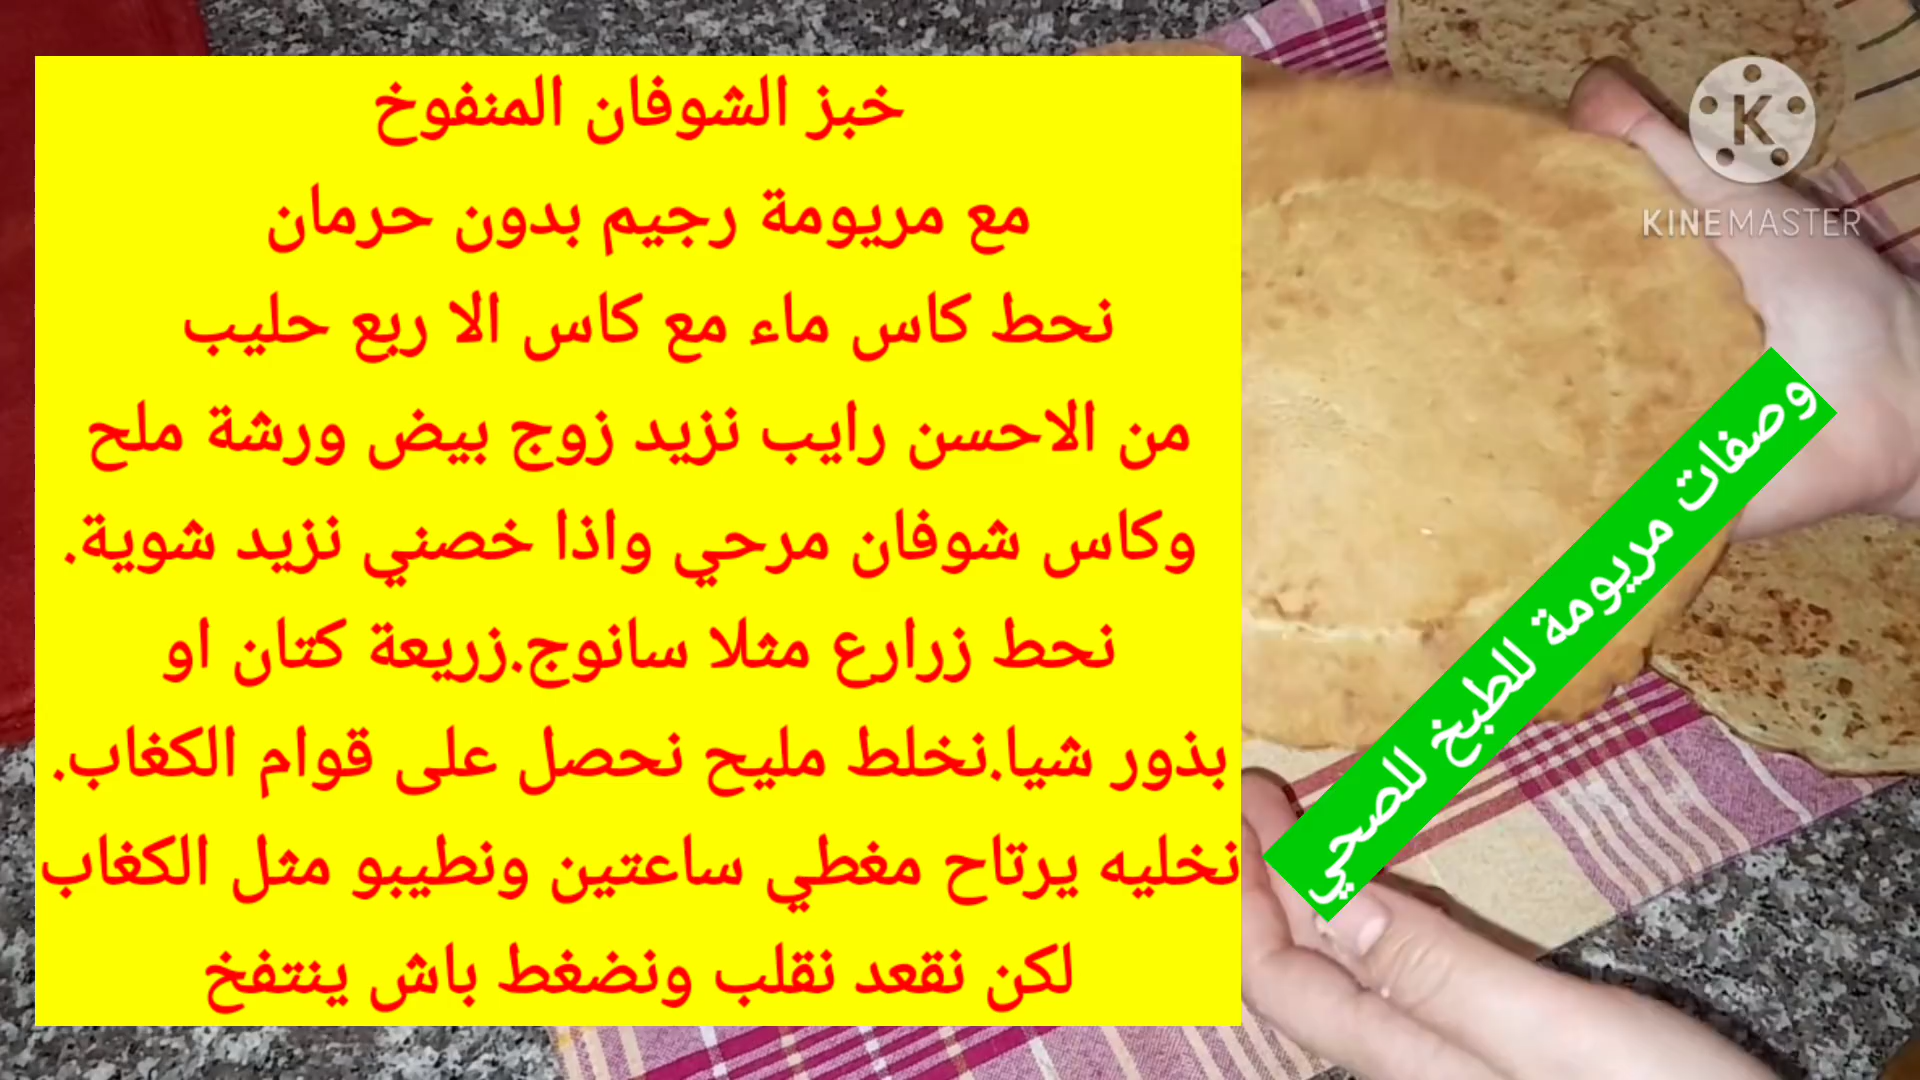 خبز الشوفان المنفوخ
مع مريومة رجيم بدون حرمان
نحط كاس ماء مع كاس الا ربع حليب
من الاحسن رايب نزيد زوج بيض ورشة ملح
وكاس شوفان مرحي واذا خصني نزيد شوية.
نحط زرارع مثلا سانوج.زريعة كتان او
بذور شيا.نخلط مليح نحصل على قوام الكغاب.
نخليه يرتاح مغطي ساعتين ونطيبو مثل الكغاب
لكن نقعد نقلب ونضغط باش ينتفخ
وصفات مريومة للطبخ للصحي
K
KINEMASTER